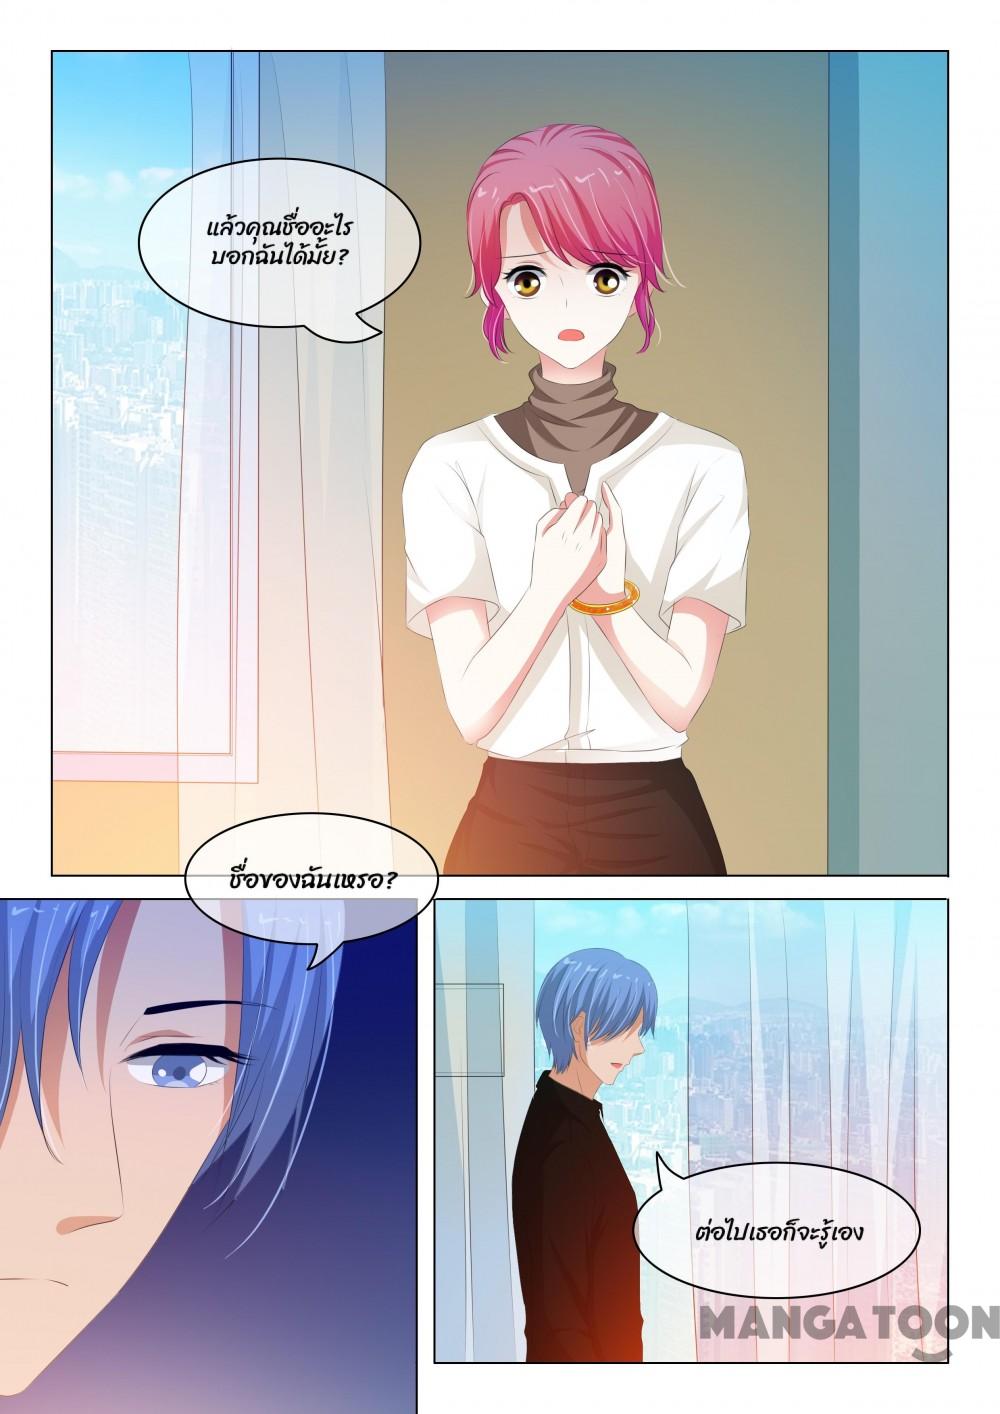 แล้วคุณชื่ออะไร
บอกฉันได้มั้ย?
ชื่อของฉันเหรอ?
ต่อไปเธอก็จะรู้เอง
MANGATOON